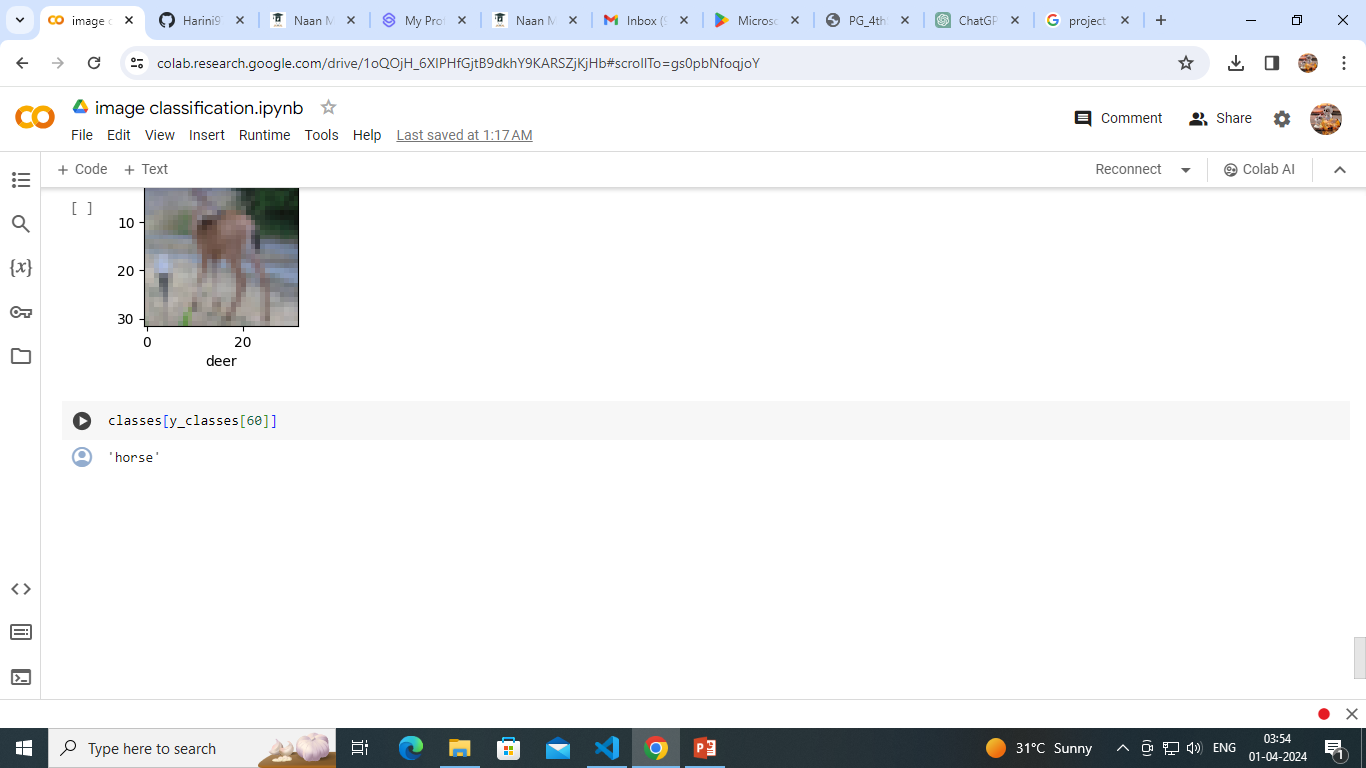 image c
Harini9
Naan M
My Prof
Naan M
Inbox (S
Microsc
PG_4th
ChatGP
project
colab.research.google.com/drive/1oQOjH_6XIPHfGjtB9dkhY9KARSZjKjHb#scrollTo=gs0pbNfoqjoY
image classification.ipynb
File Edit View Insert Runtime Tools Help Last saved at 1:17 AM
Comment Share
+ Code + Text
Reconnect Colab AI
[ ]
10
20
30
0 20
deer
classes[y_classes[60]]
'horse'
{x}
Type here to search
31°C Sunny
ENG
03:54
01-04-2024
1